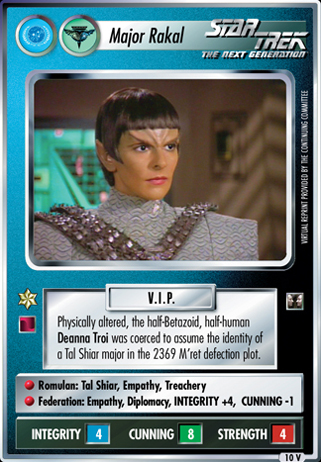 Major Rakal
STAR TREK
THE NEXT GENERATION
VIRTUAL REPRINT PROVIDED BY THE CONTINUING COMMITTEE
V.I.P.
Physically altered, the half-Betazoid, half-human
Deanna Troi was coerced to assume the identity of
a Tal Shiar major in the 2369 M'ret defection plot.
Romulan: Tal Shiar, Empathy, Treachery
Federation: Empathy, Diplomacy, INTEGRITY +4, CUNNING -1
INTEGRITY 4 CUNNING 8 STRENGTH 4
10 V